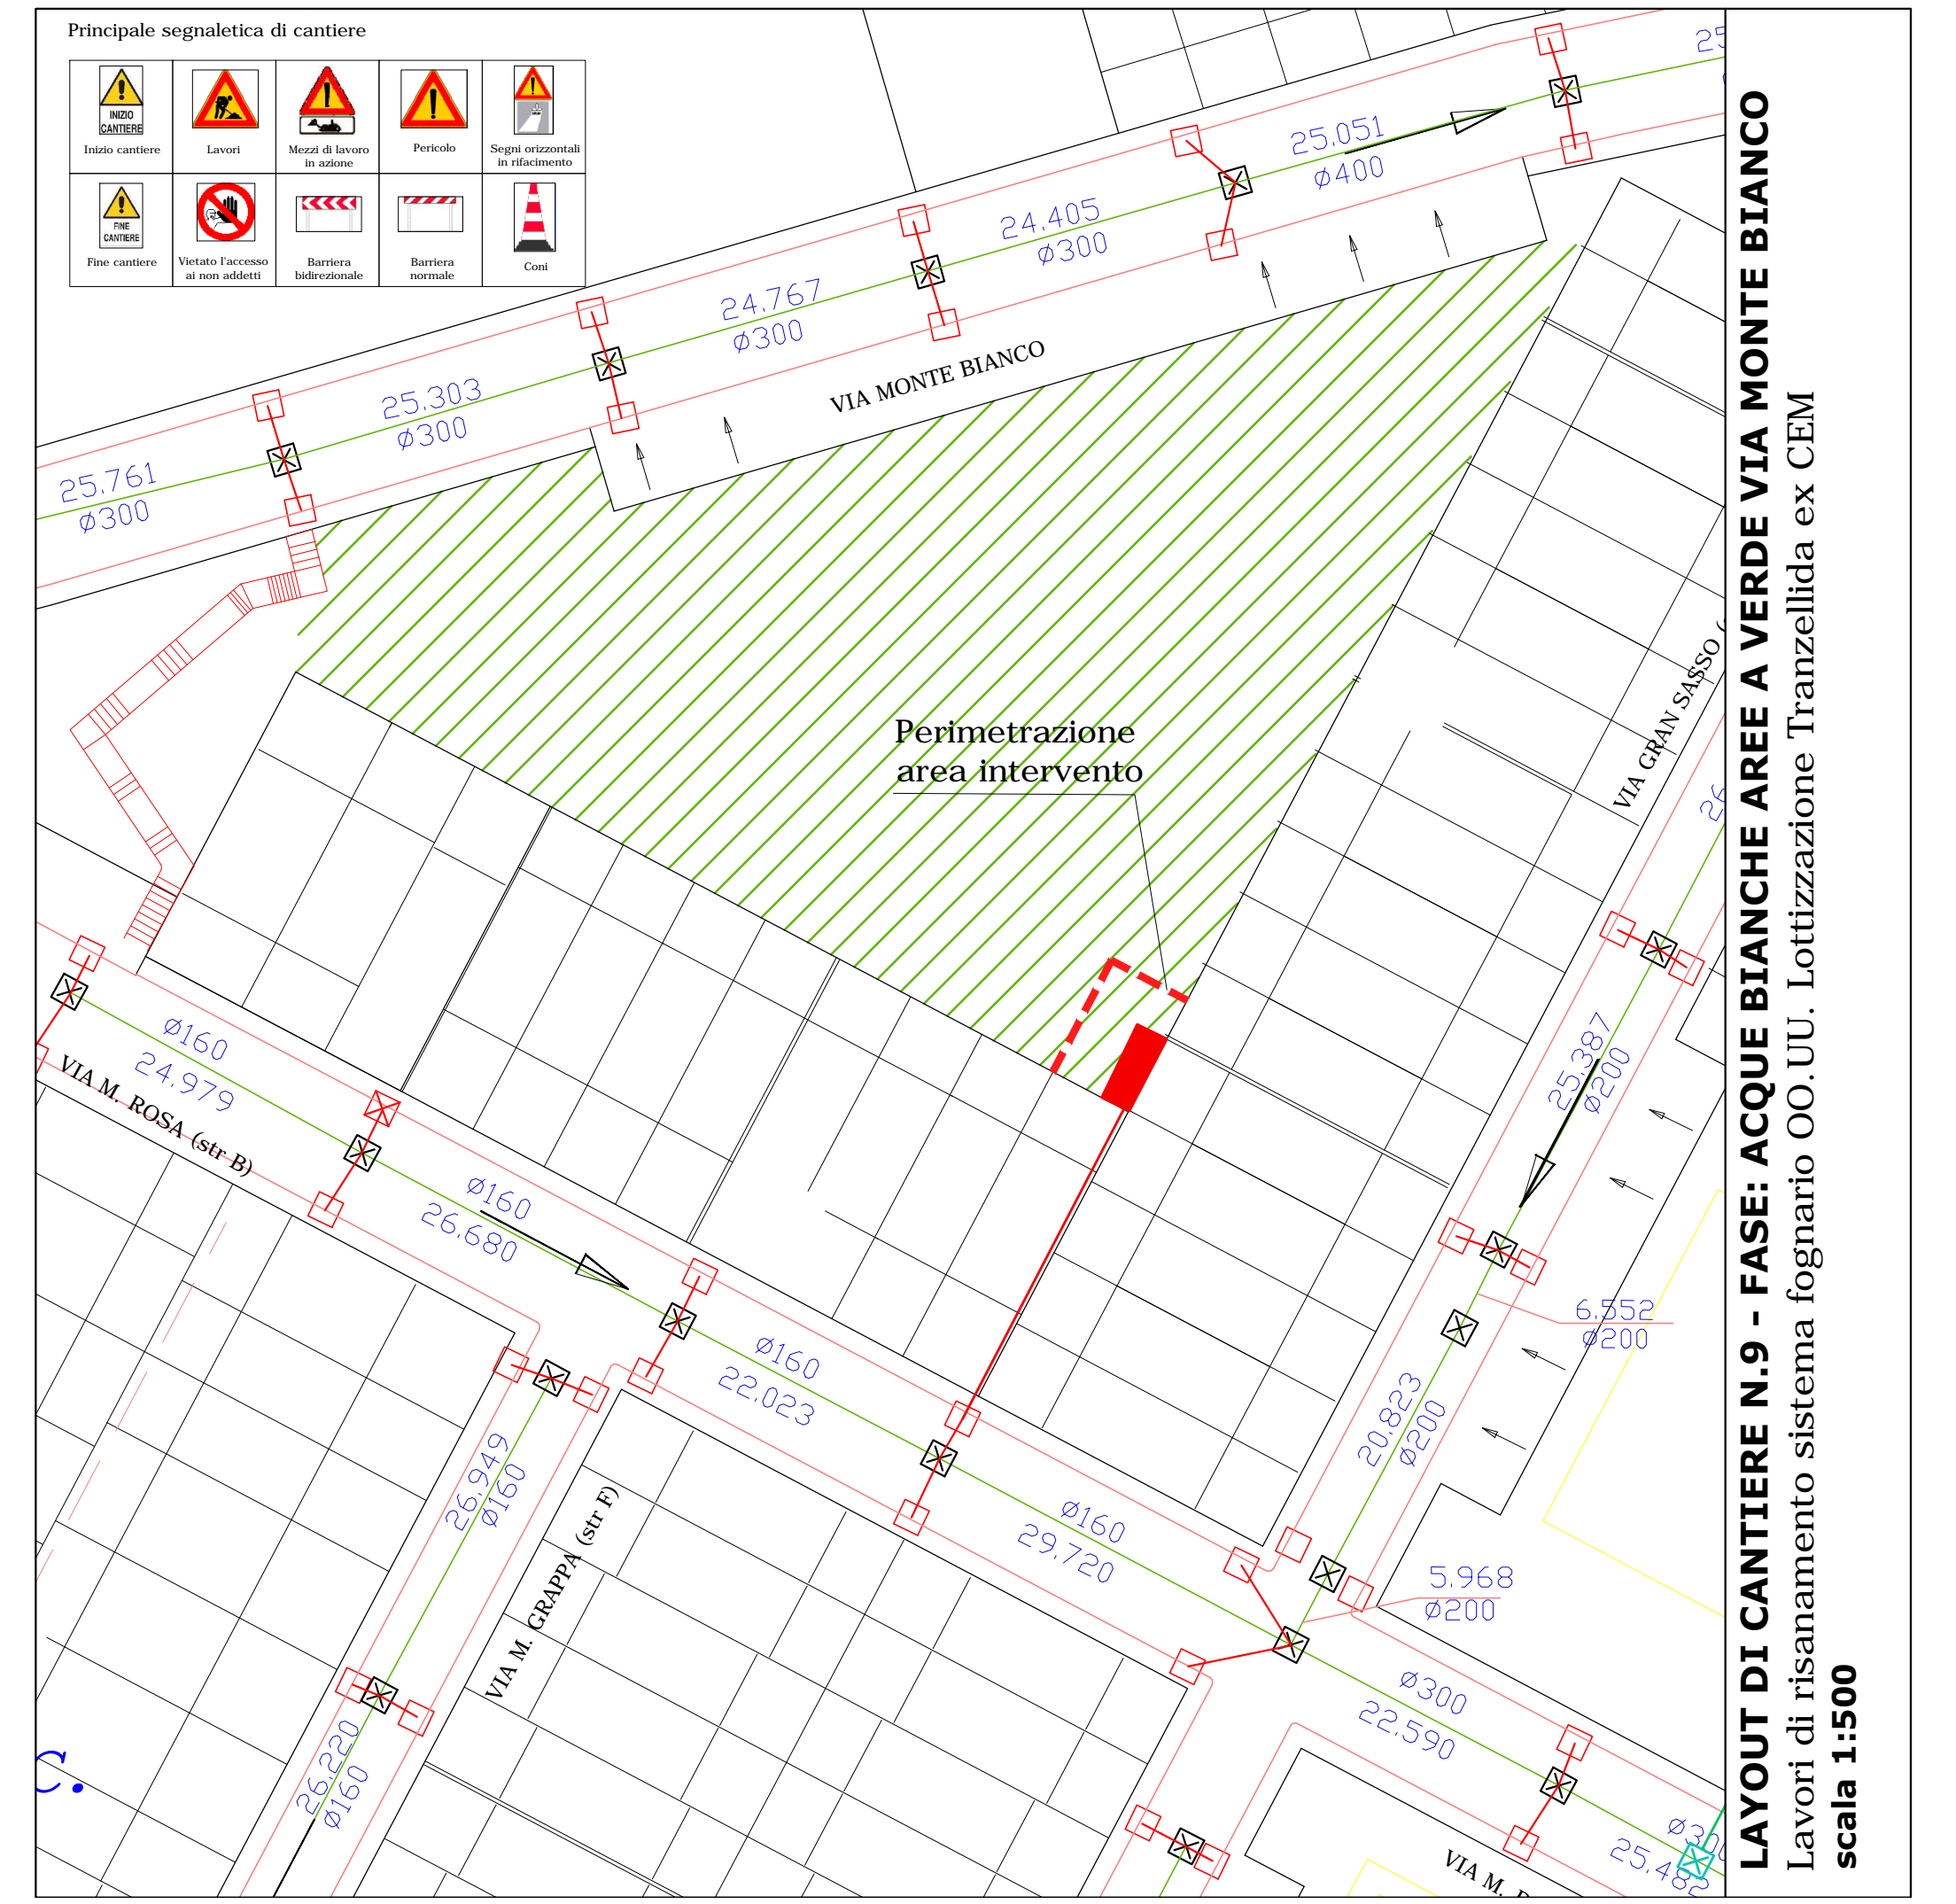 Principale segnaletica di cantiere
INIZIO
CANTIERE
Inizio cantiere
Lavori
Mezzi di lavoro
in azione
Pericolo
Segni orizzontali
in rifacimento
FINE
CANTIERE
Fine cantiere
Vietato l'accesso
ai non addetti
Barriera
bidirezionale
Barriera
normale
Coni
25.051
ø400
24.405
ø300
24.767
ø300
VIA MONTE BIANCO
25.303
ø300
25.761
ø300
Perimetrazione
area intervento
VIA GRAN SASSO
ø160
24.979
VIA M. ROSA (str B)
ø160
26.680
ø160
22.023
26.949
ø160
VIA M. GRAPPA (str F)
ø160
29.720
25.387
ø200
6.552
ø200
20.823
ø200
5.968
ø200
ø300
22.590
26.220
ø160
25.482
VIA M.
LAYOUT DI CANTIERE N.9 - FASE: ACQUE BIANCHE AREE A VERDE VIA MONTE BIANCO
Lavori di risanamento sistema fognario OO.UU. Lottizzazione Tranzellida ex CEM
scala 1:500